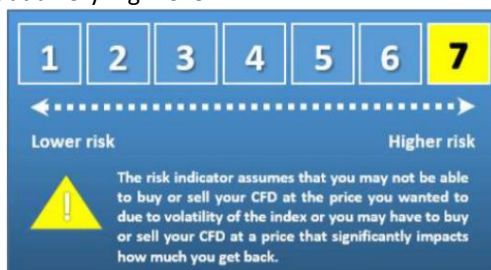 1 2 3 4 5 6 7
Lower risk Higher risk
The risk indicator assumes that you may not be able
to buy or sell your CFD at the price you wanted to
due to volatility of the index or you may have to buy
or sell your CFD at a price that significantly impacts
how much you get back.